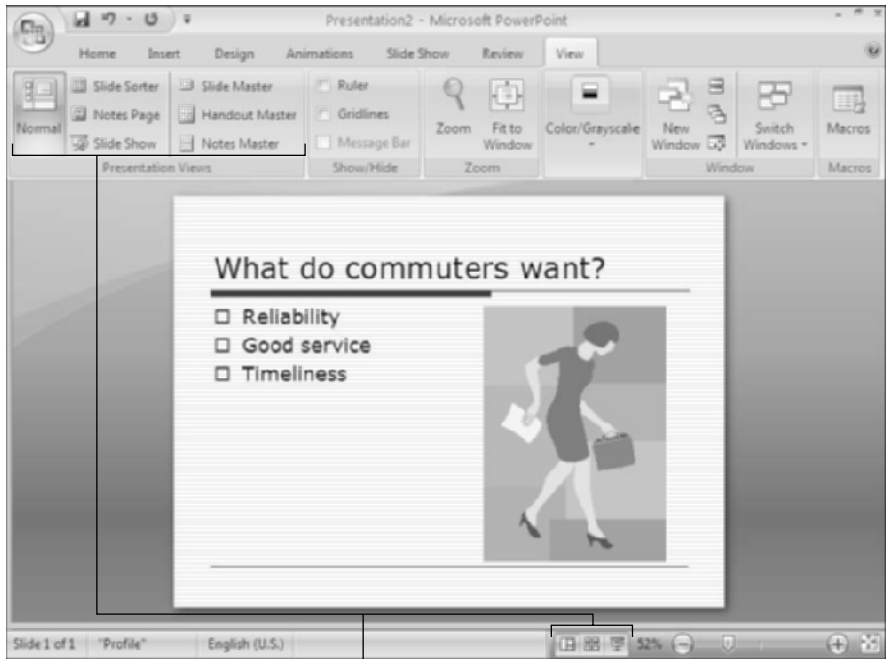 Presentation2 - Microsoft PowerPoint
Home Insert Design Animations Slide Show Review View
Normal
Slide Sorter
Notes Page
Slide Show
Slide Master
Handout Master
Notes Master
Presentation Views
Ruler
Gridlines
Message Bar
Show/Hide
Zoom
Fit to
Window
Zoom
Color/Grayscale
New
Window
Switch
Windows
Window
Macros
Macros
What do commuters want?
Reliability
Good service
Timeliness
Slide 1 of 1 "Profile" English (U.S.) 52%